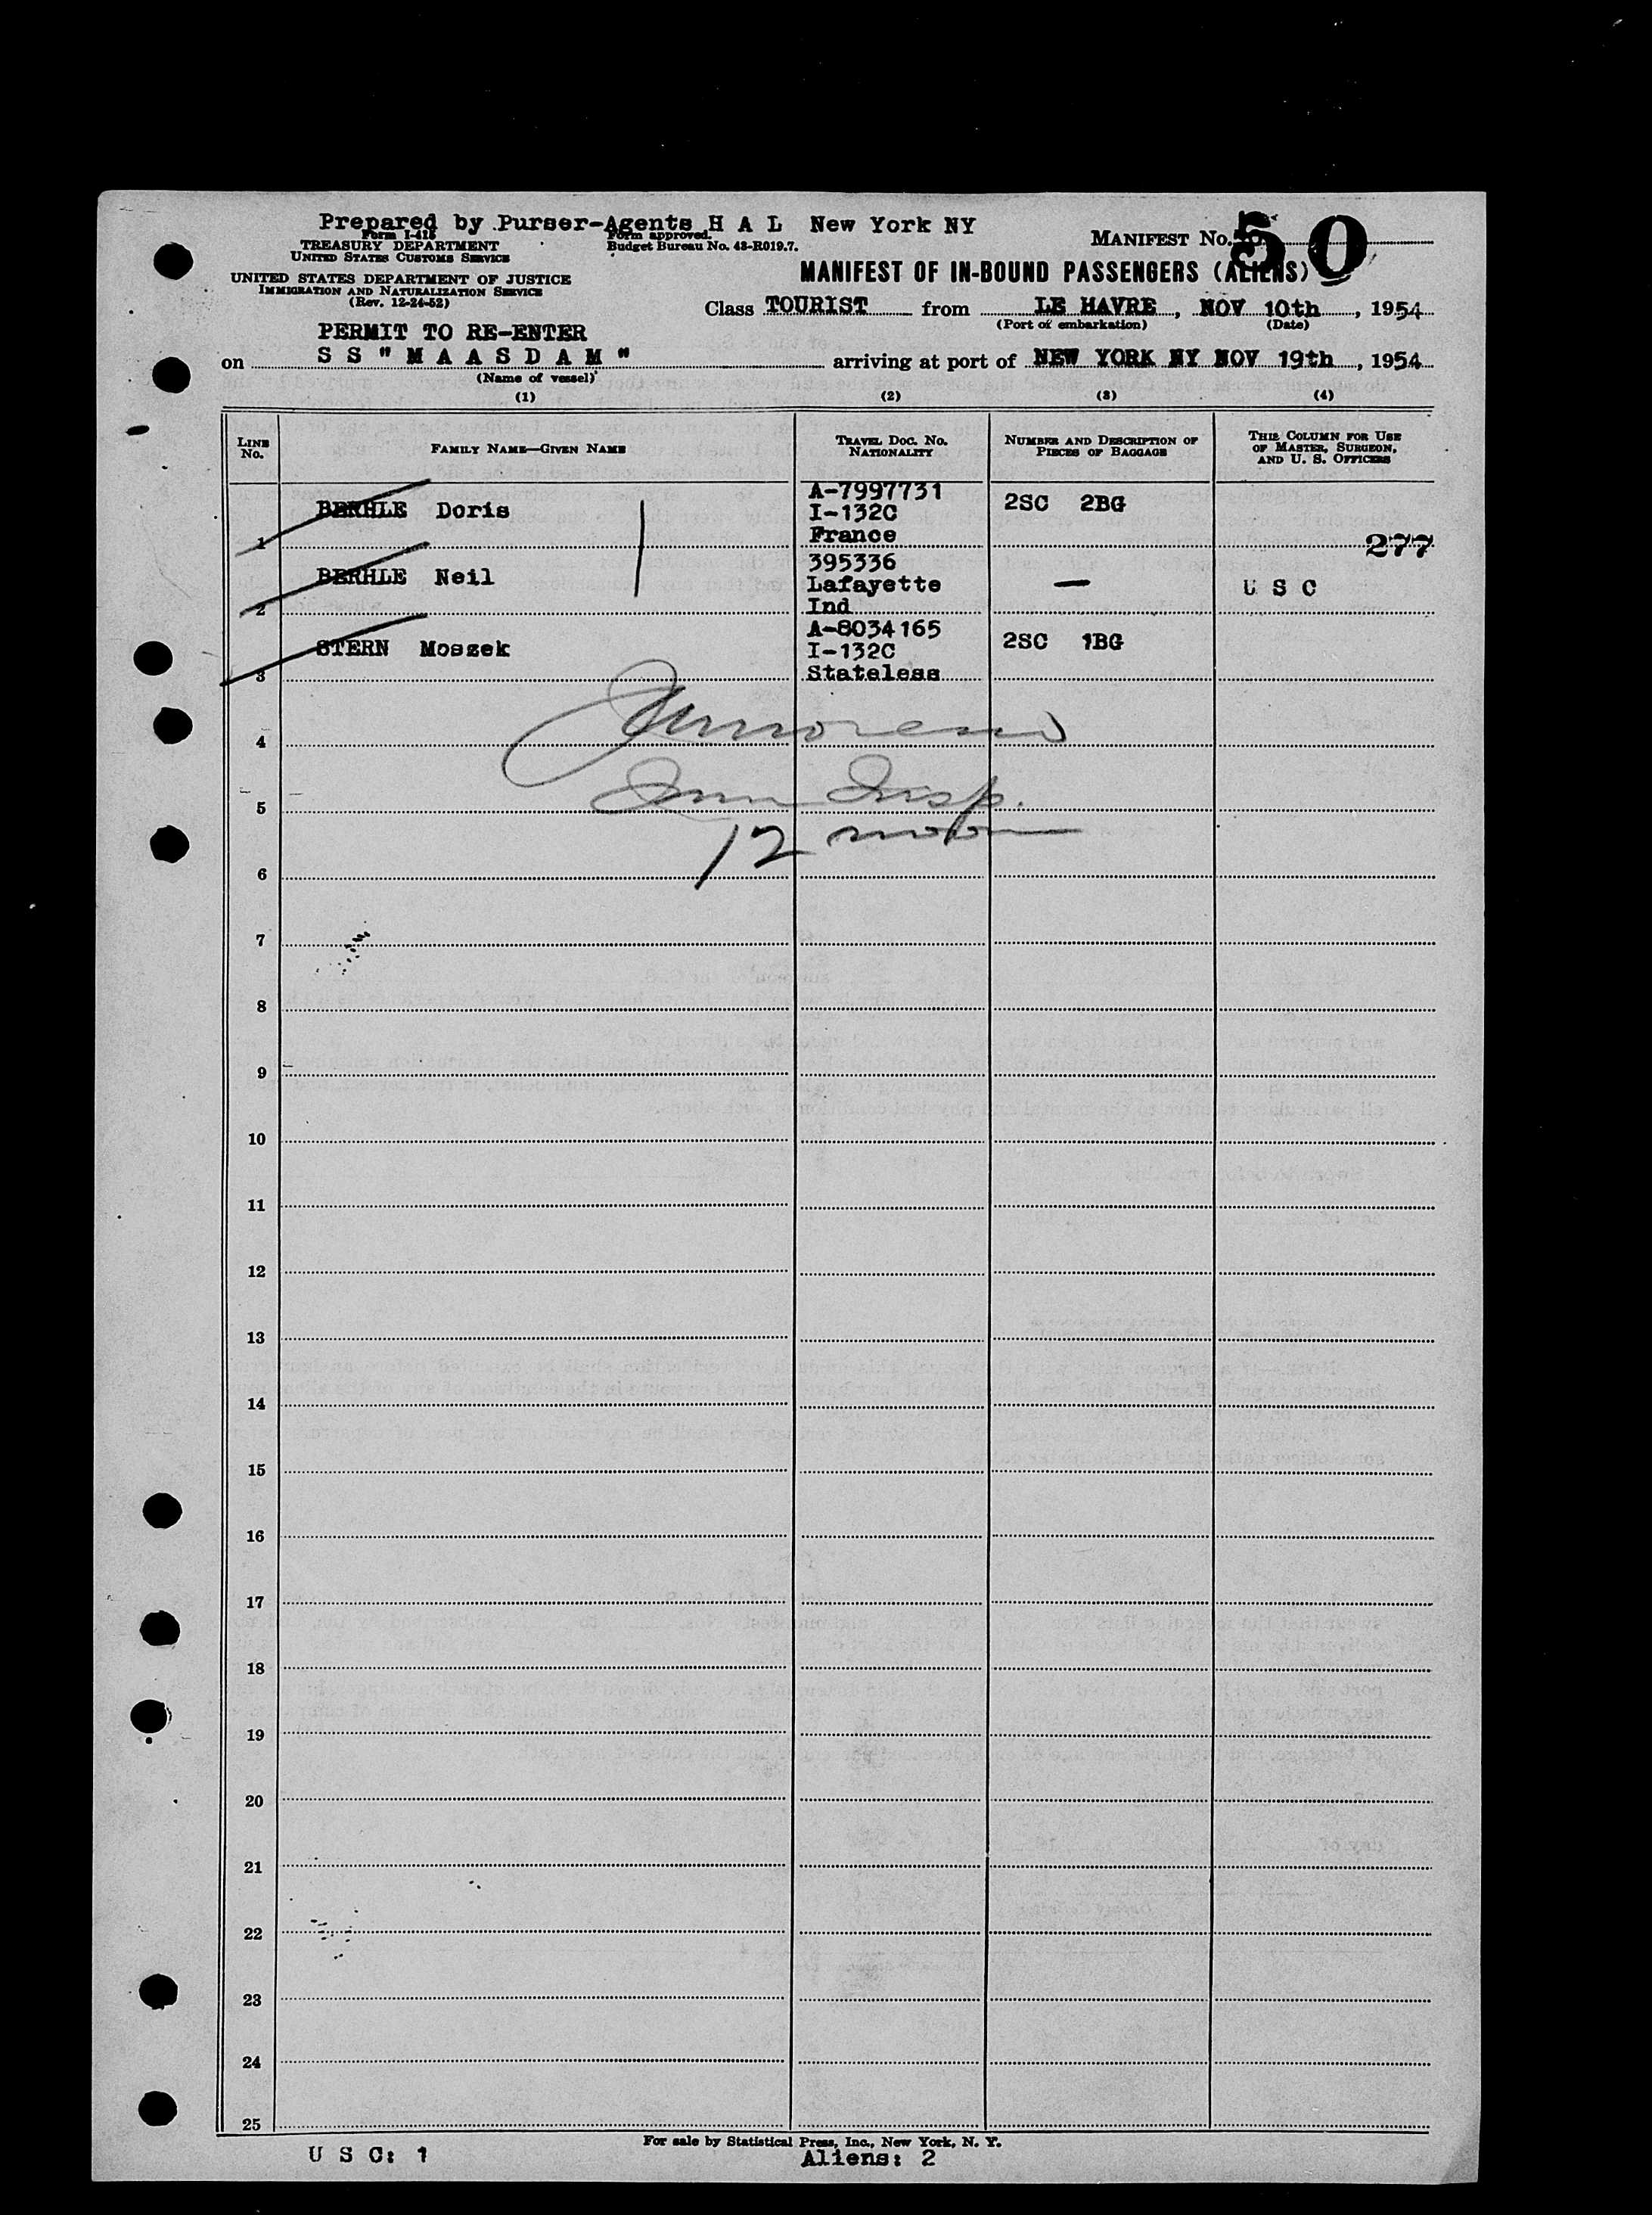 Prepared by Purser-Agents H A L New York NY
Form I-418
TREASURY DEPARTMENT
UNITED STATES CUSTOMS SERVICE
Form approved.
Budget Bureau No. 43-R019.7.
MANIFEST No. 50
UNITED STATES DEPARTMENT OF JUSTICE
IMMIGRATION AND NATURALIZATION SERVICE
(Rev. 12-24-52)
MANIFEST OF IN-BOUND PASSENGERS (ALIENS)
Class TOURIST from LE HAVRE, NOV 10th, 1954
(Port of embarkation) (Date)
PERMIT TO RE-ENTER
on S S " M A A S D A M " arriving at port of NEW YORK NY NOV 19th, 1954
(Name of vessel)
(1) (2) (3) (4)
LINE No. FAMILY NAME—GIVEN NAME TRAVEL DOC. NO. NATIONALITY NUMBER AND DESCRIPTION OF PIECES OF BAGGAGE THIS COLUMN FOR USE OF MASTER, SURGEON, AND U. S. OFFICERS
A-7997731
BERHLE Doris I-132C 2SC 2BG
1 France 277
395336
BERHLE Neil Lafayette — U S C
2 Ind
A-8034165
STERN Moszek I-132C 2SC 1BG
3 Stateless
4
Imm Insp.
5
12 noon
6
7
8
9
10
11
12
13
14
15
16
17
18
19
20
21
22
23
24
25
For sale by Statistical Press, Inc., New York, N. Y.
U S C: 1 Aliens: 2